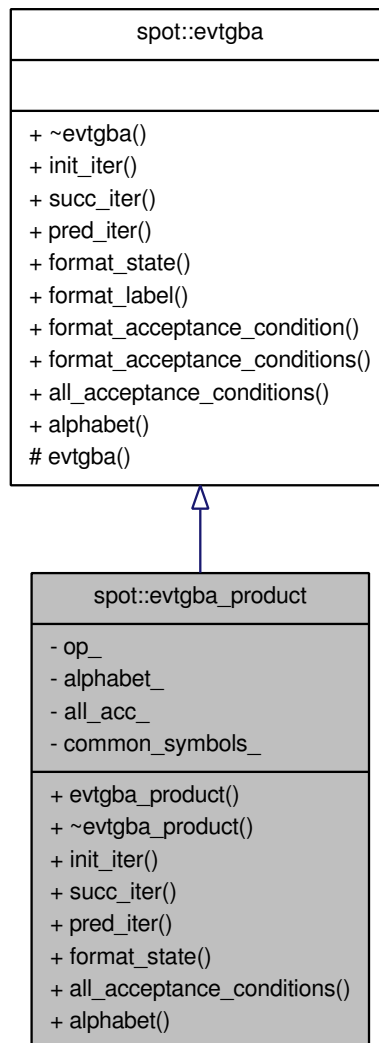 spot::evtgba
+ ~evtgba()
+ init_iter()
+ succ_iter()
+ pred_iter()
+ format_state()
+ format_label()
+ format_acceptance_condition()
+ format_acceptance_conditions()
+ all_acceptance_conditions()
+ alphabet()
# evtgba()
spot::evtgba_product
- op_
- alphabet_
- all_acc_
- common_symbols_
+ evtgba_product()
+ ~evtgba_product()
+ init_iter()
+ succ_iter()
+ pred_iter()
+ format_state()
+ all_acceptance_conditions()
+ alphabet()